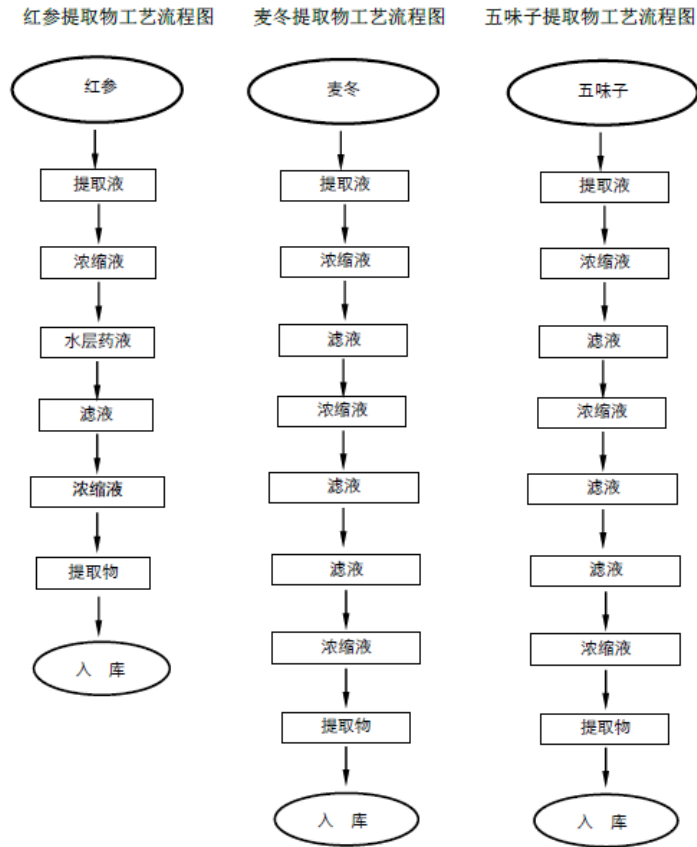 红参提取物工艺流程图
红参
提取液
浓缩液
水层药液
滤液
浓缩液
提取物
入 库
麦冬提取物工艺流程图
麦冬
提取液
浓缩液
滤液
浓缩液
滤液
滤液
浓缩液
提取物
入 库
五味子提取物工艺流程图
五味子
提取液
浓缩液
滤液
浓缩液
滤液
滤液
浓缩液
提取物
入 库